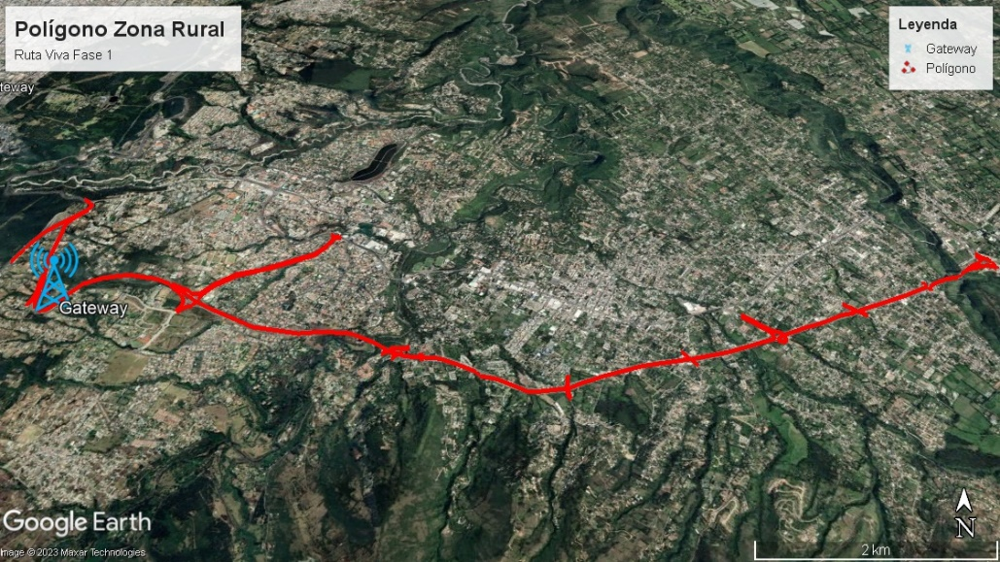 Polígono Zona Rural
Ruta Viva Fase 1
Leyenda
Gateway
Polígono
teway
Gateway
Google Earth
Image © 2023 Maxar Technologies
N
2 km